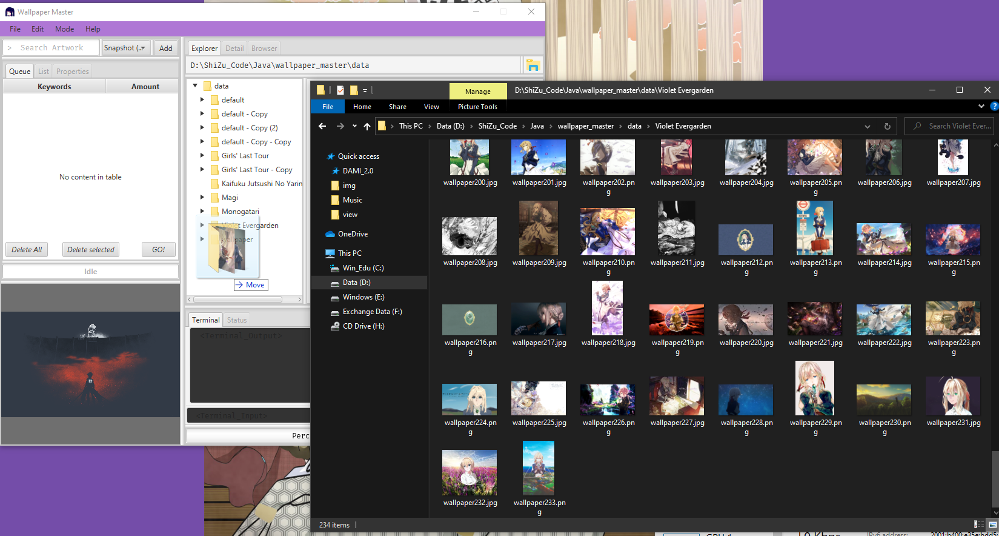 Wallpaper Master
File Edit Mode Help
> Search Artwork
Snapshot (...
Add
Queue List Properties
Keywords Amount
No content in table
Delete All Delete selected GO!
Idle
Explorer Detail Browser
D:\ShiZu_Code\Java\wallpaper_master\data
data
default
default - Copy
default - Copy (2)
default - Copy - Copy
Girls' Last Tour
Girls' Last Tour - Copy
Kaifuku Jutsushi No Yarin
Magi
Monogatari
Violet Evergarden
Move
Terminal Status
<Terminal_Output>
<Terminal_Input>
Perc
Manage
D:\ShiZu_Code\Java\wallpaper_master\data\Violet Evergarden
File Home Share View Picture Tools
This PC > Data (D:) > ShiZu_Code > Java > wallpaper_master > data > Violet Evergarden
Search Violet Ever...
Quick access
DAMI_2.0
img
Music
view
OneDrive
This PC
Win_Edu (C:)
Data (D:)
Windows (E:)
Exchange Data (F:)
CD Drive (H:)
wallpaper200.jpg
wallpaper201.jpg
wallpaper202.png
wallpaper203.jpg
wallpaper204.jpg
wallpaper205.png
wallpaper206.jpg
wallpaper207.jpg
wallpaper208.jpg
wallpaper209.jpg
wallpaper210.png
wallpaper211.jpg
wallpaper212.png
wallpaper213.png
wallpaper214.jpg
wallpaper215.png
wallpaper216.png
wallpaper217.jpg
wallpaper218.jpg
wallpaper219.png
wallpaper220.jpg
wallpaper221.jpg
wallpaper222.jpg
wallpaper223.png
wallpaper224.png
wallpaper225.jpg
wallpaper226.png
wallpaper227.jpg
wallpaper228.png
wallpaper229.png
wallpaper230.png
wallpaper231.jpg
wallpaper232.jpg
wallpaper233.png
234 items